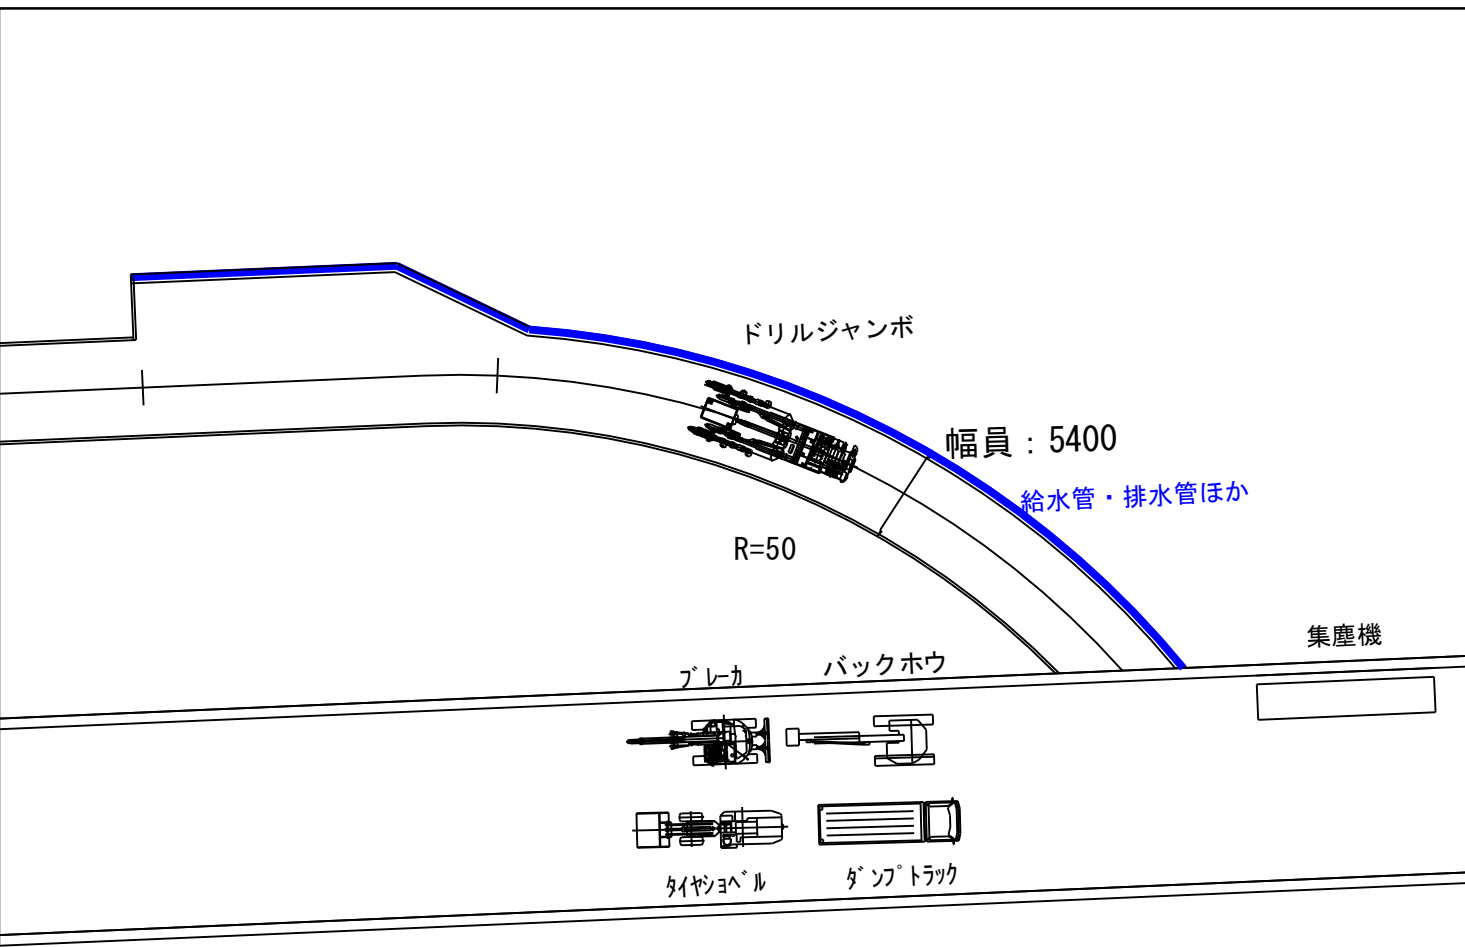 ドリルジャンボ
幅員：5400
給水管・排水管ほか
R=50
集塵機
ﾌﾞﾚｰｶ
バックホウ
ﾀｲﾔｼｮﾍﾞﾙ
ﾀﾞﾝﾌﾟﾄﾗｯｸ